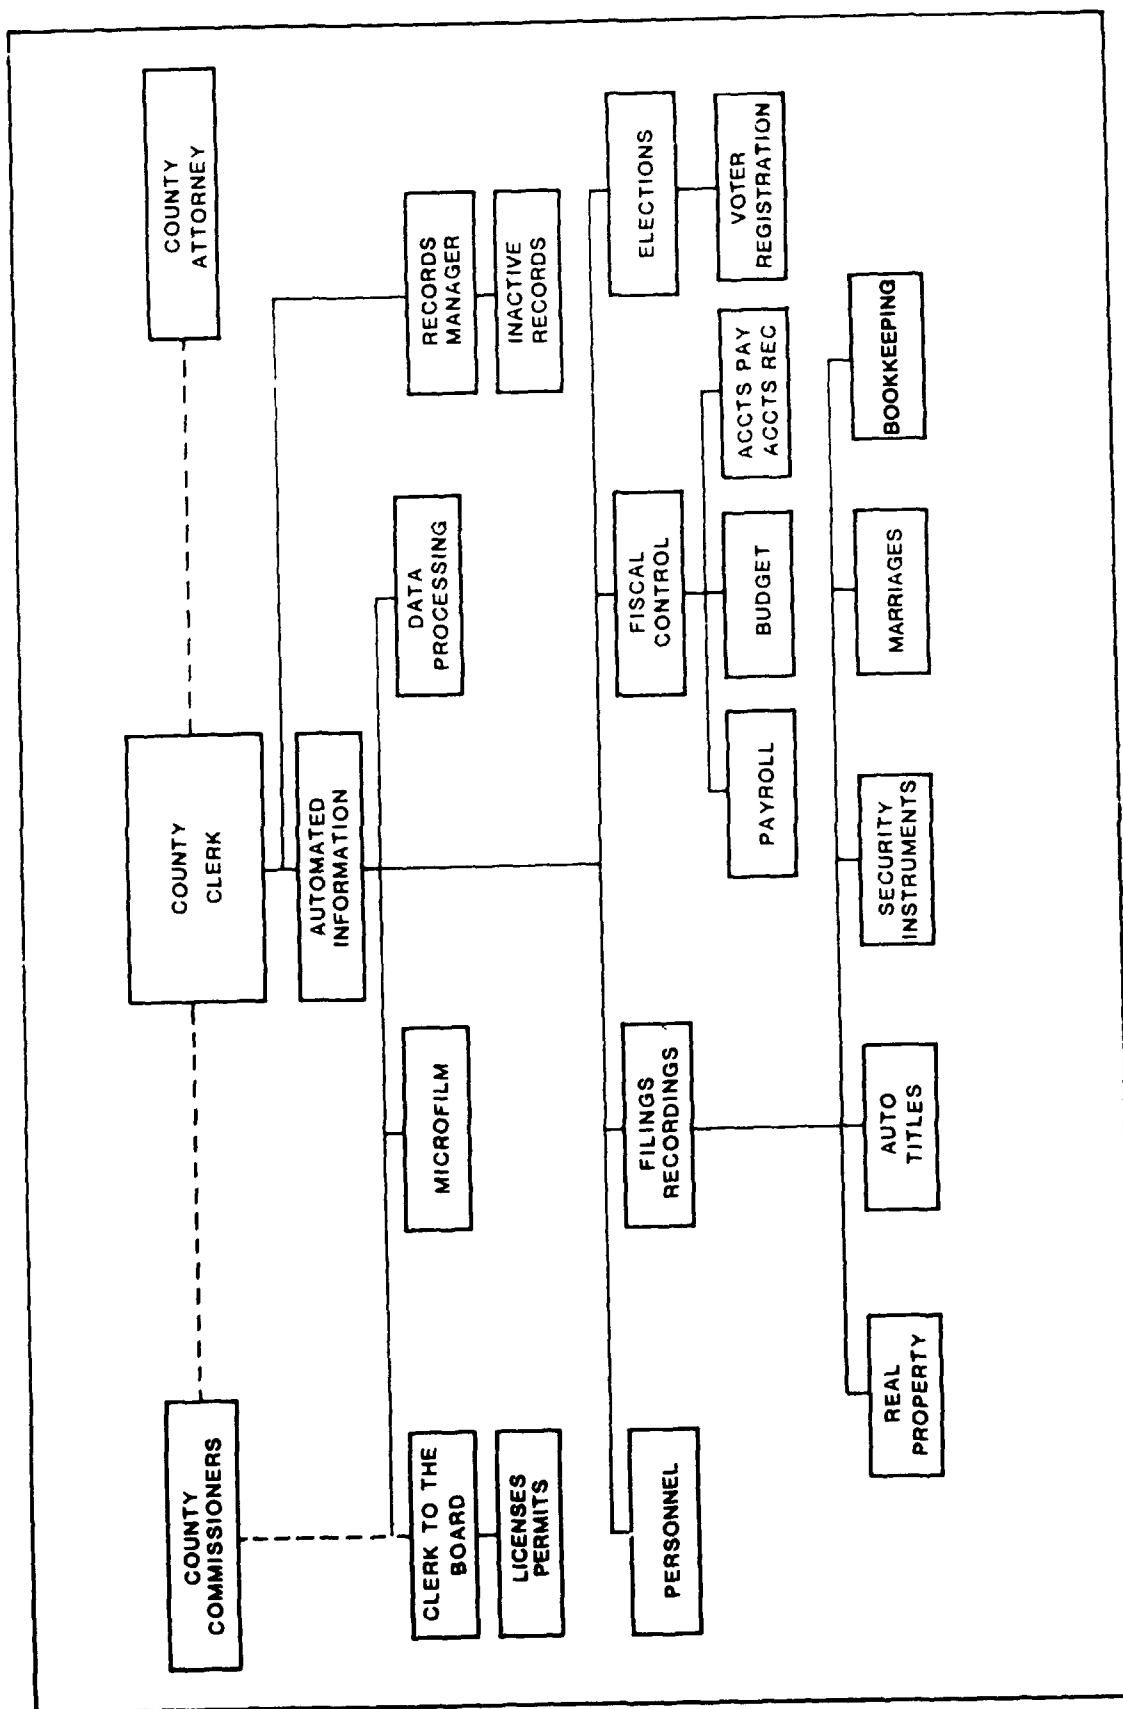 COUNTY
COMMISSIONERS
COUNTY
CLERK
COUNTY
ATTORNEY
AUTOMATED
INFORMATION
CLERK TO THE
BOARD
MICROFILM
DATA
PROCESSING
RECORDS
MANAGER
LICENSES
PERMITS
INACTIVE
RECORDS
PERSONNEL
FILINGS
RECORDINGS
FISCAL
CONTROL
ELECTIONS
PAYROLL
BUDGET
ACCTS PAY
ACCTS REC
VOTER
REGISTRATION
REAL
PROPERTY
AUTO
TITLES
SECURITY
INSTRUMENTS
MARRIAGES
BOOKKEEPING